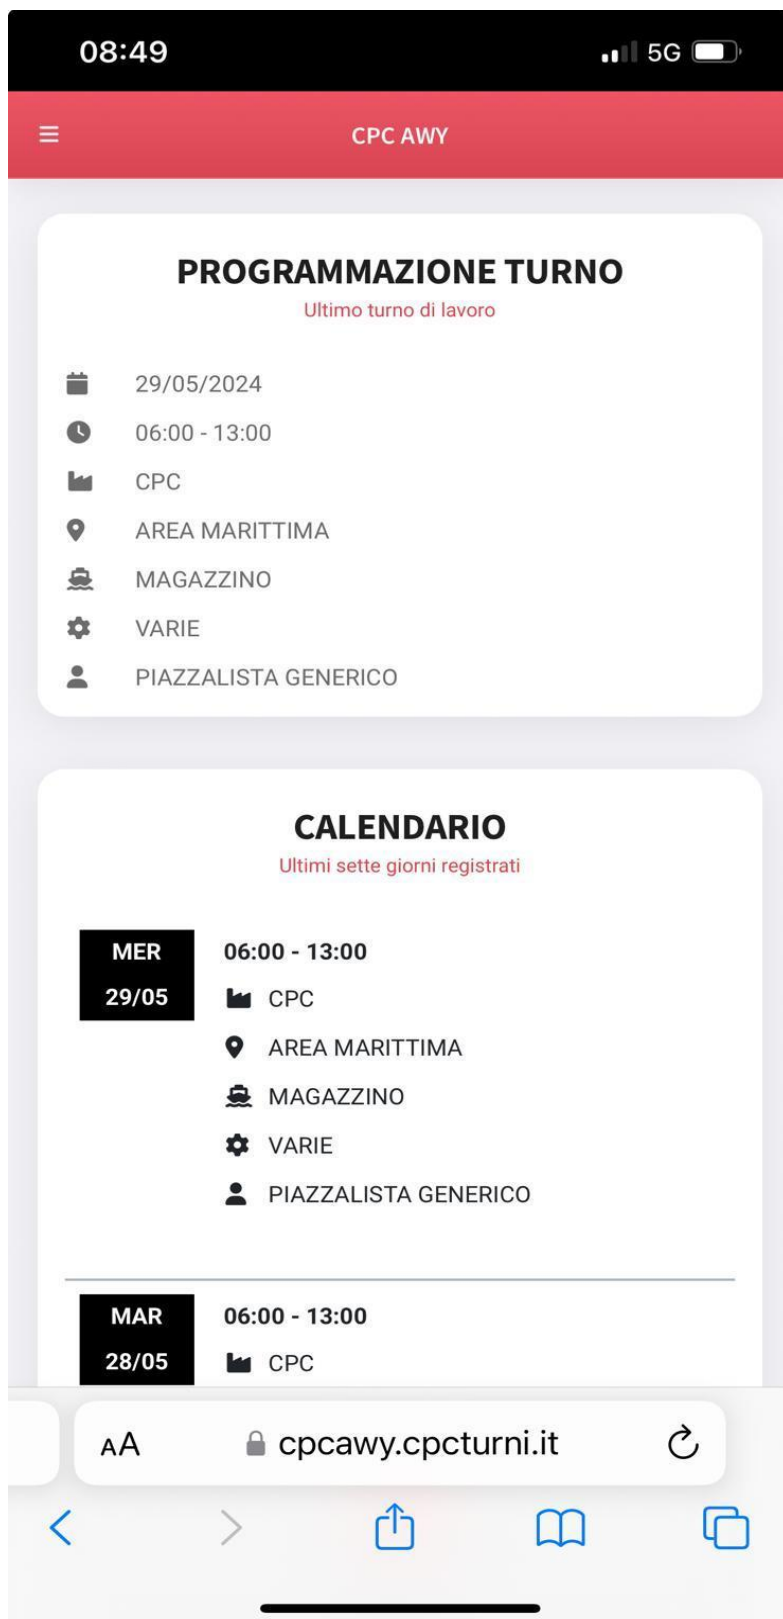 08:49
5G
CPC AWY
PROGRAMMAZIONE TURNO
Ultimo turno di lavoro
29/05/2024
06:00 - 13:00
CPC
AREA MARITTIMA
MAGAZZINO
VARIE
PIAZZALISTA GENERICO
CALENDARIO
Ultimi sette giorni registrati
MER 06:00 - 13:00
29/05 CPC
AREA MARITTIMA
MAGAZZINO
VARIE
PIAZZALISTA GENERICO
MAR 06:00 - 13:00
28/05 CPC
AA cpcawy.cpcturni.it